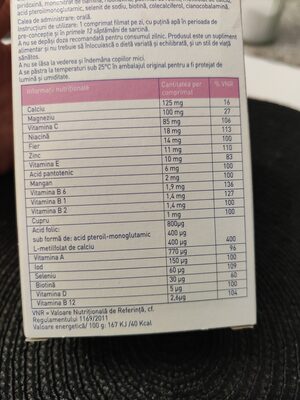 acid pteroilmonoglutamic, selenit de sodiu, biotină, colecalciferol, cianocobalamină.
Calea de administrare: orală.
Instrucțiuni de utilizare: 1 comprimat filmat pe zi, cu puțină apă în perioada de
pre-concepție și în primele 12 săptămâni de sarcină.
A nu se depăși doza recomandată pentru consumul zilnic. Produsul este un supliment
alimentar și nu trebuie să înlocuiască o dietă variată și echilibrată, și un stil de viață
sănătos.
A nu se lăsa la vederea și îndemâna copiilor mici.
A se păstra la temperaturi sub 25°C în ambalajul original pentru a fi protejat de
lumină și umiditate.
Informații nutriționale Cantitatea per comprimat % VNR
Calciu 125 mg 16
Magneziu 100 mg 27
Vitamina C 85 mg 106
Niacină 18 mg 113
Fier 14 mg 100
Zinc 11 mg 110
Vitamina E 10 mg 83
Acid pantotenic 6 mg 100
Mangan 2 mg 100
Vitamina B 6 1,9 mg 136
Vitamina B 1 1,4 mg 127
Vitamina B 2 1,4 mg 100
Cupru 1 mg 100
Acid folic: 800µg
sub formă de: acid pteroil-monoglutamic 400 µg
L-metilfolat de calciu 400 µg 400
Vitamina A 770 µg 96
Iod 150 µg 100
Seleniu 60 µg 109
Biotină 30 µg 60
Vitamina D 5 µg 100
Vitamina B 12 2,6µg 104
VNR = Valoare Nutrițională de Referință, cf.
Regulamentului 1169/2011
Valoare energetică/ 100 g: 167 KJ /40 Kcal